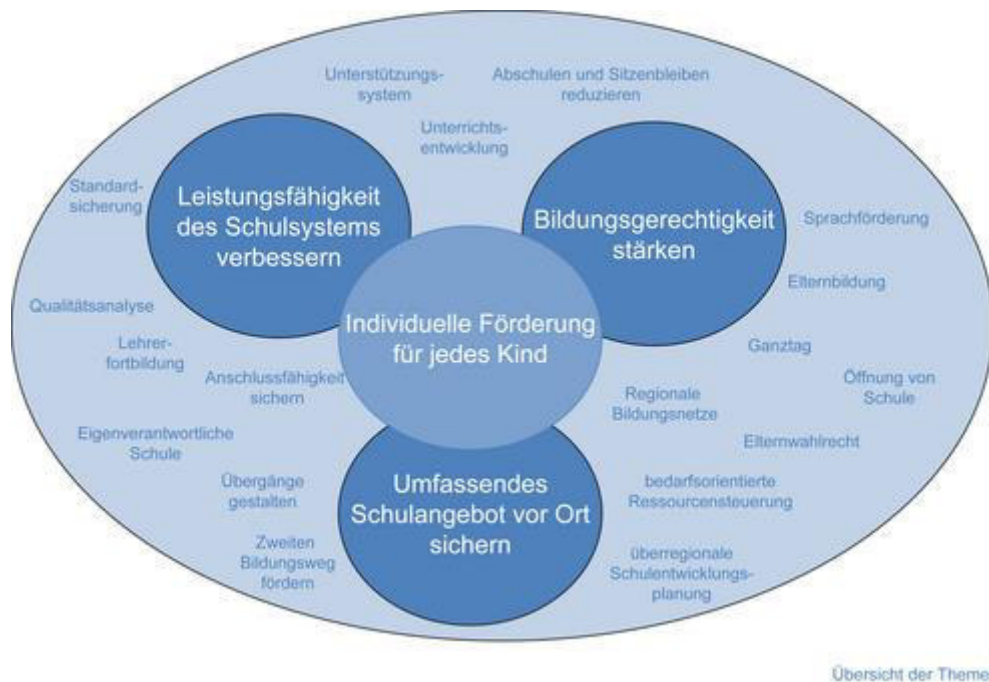 Unterstützungs-
system
Abschulen und Sitzenbleiben
reduzieren
Unterrichts-
entwicklung
Standard-
sicherung
Leistungsfähigkeit
des Schulsystems
verbessern
Bildungsgerechtigkeit
stärken
Sprachförderung
Elternbildung
Qualitätsanalyse
Individuelle Förderung
für jedes Kind
Lehrer-
fortbildung
Ganztag
Anschlussfähigkeit
sichern
Regionale
Bildungsnetze
Öffnung von
Schule
Eigenverantwortliche
Schule
Elternwahlrecht
Übergänge
gestalten
Umfassendes
Schulangebot vor Ort
sichern
bedarfsorientierte
Ressourcensteuerung
Zweiten
Bildungsweg
fördern
überregionale
Schulentwicklungs-
planung
Übersicht der Theme